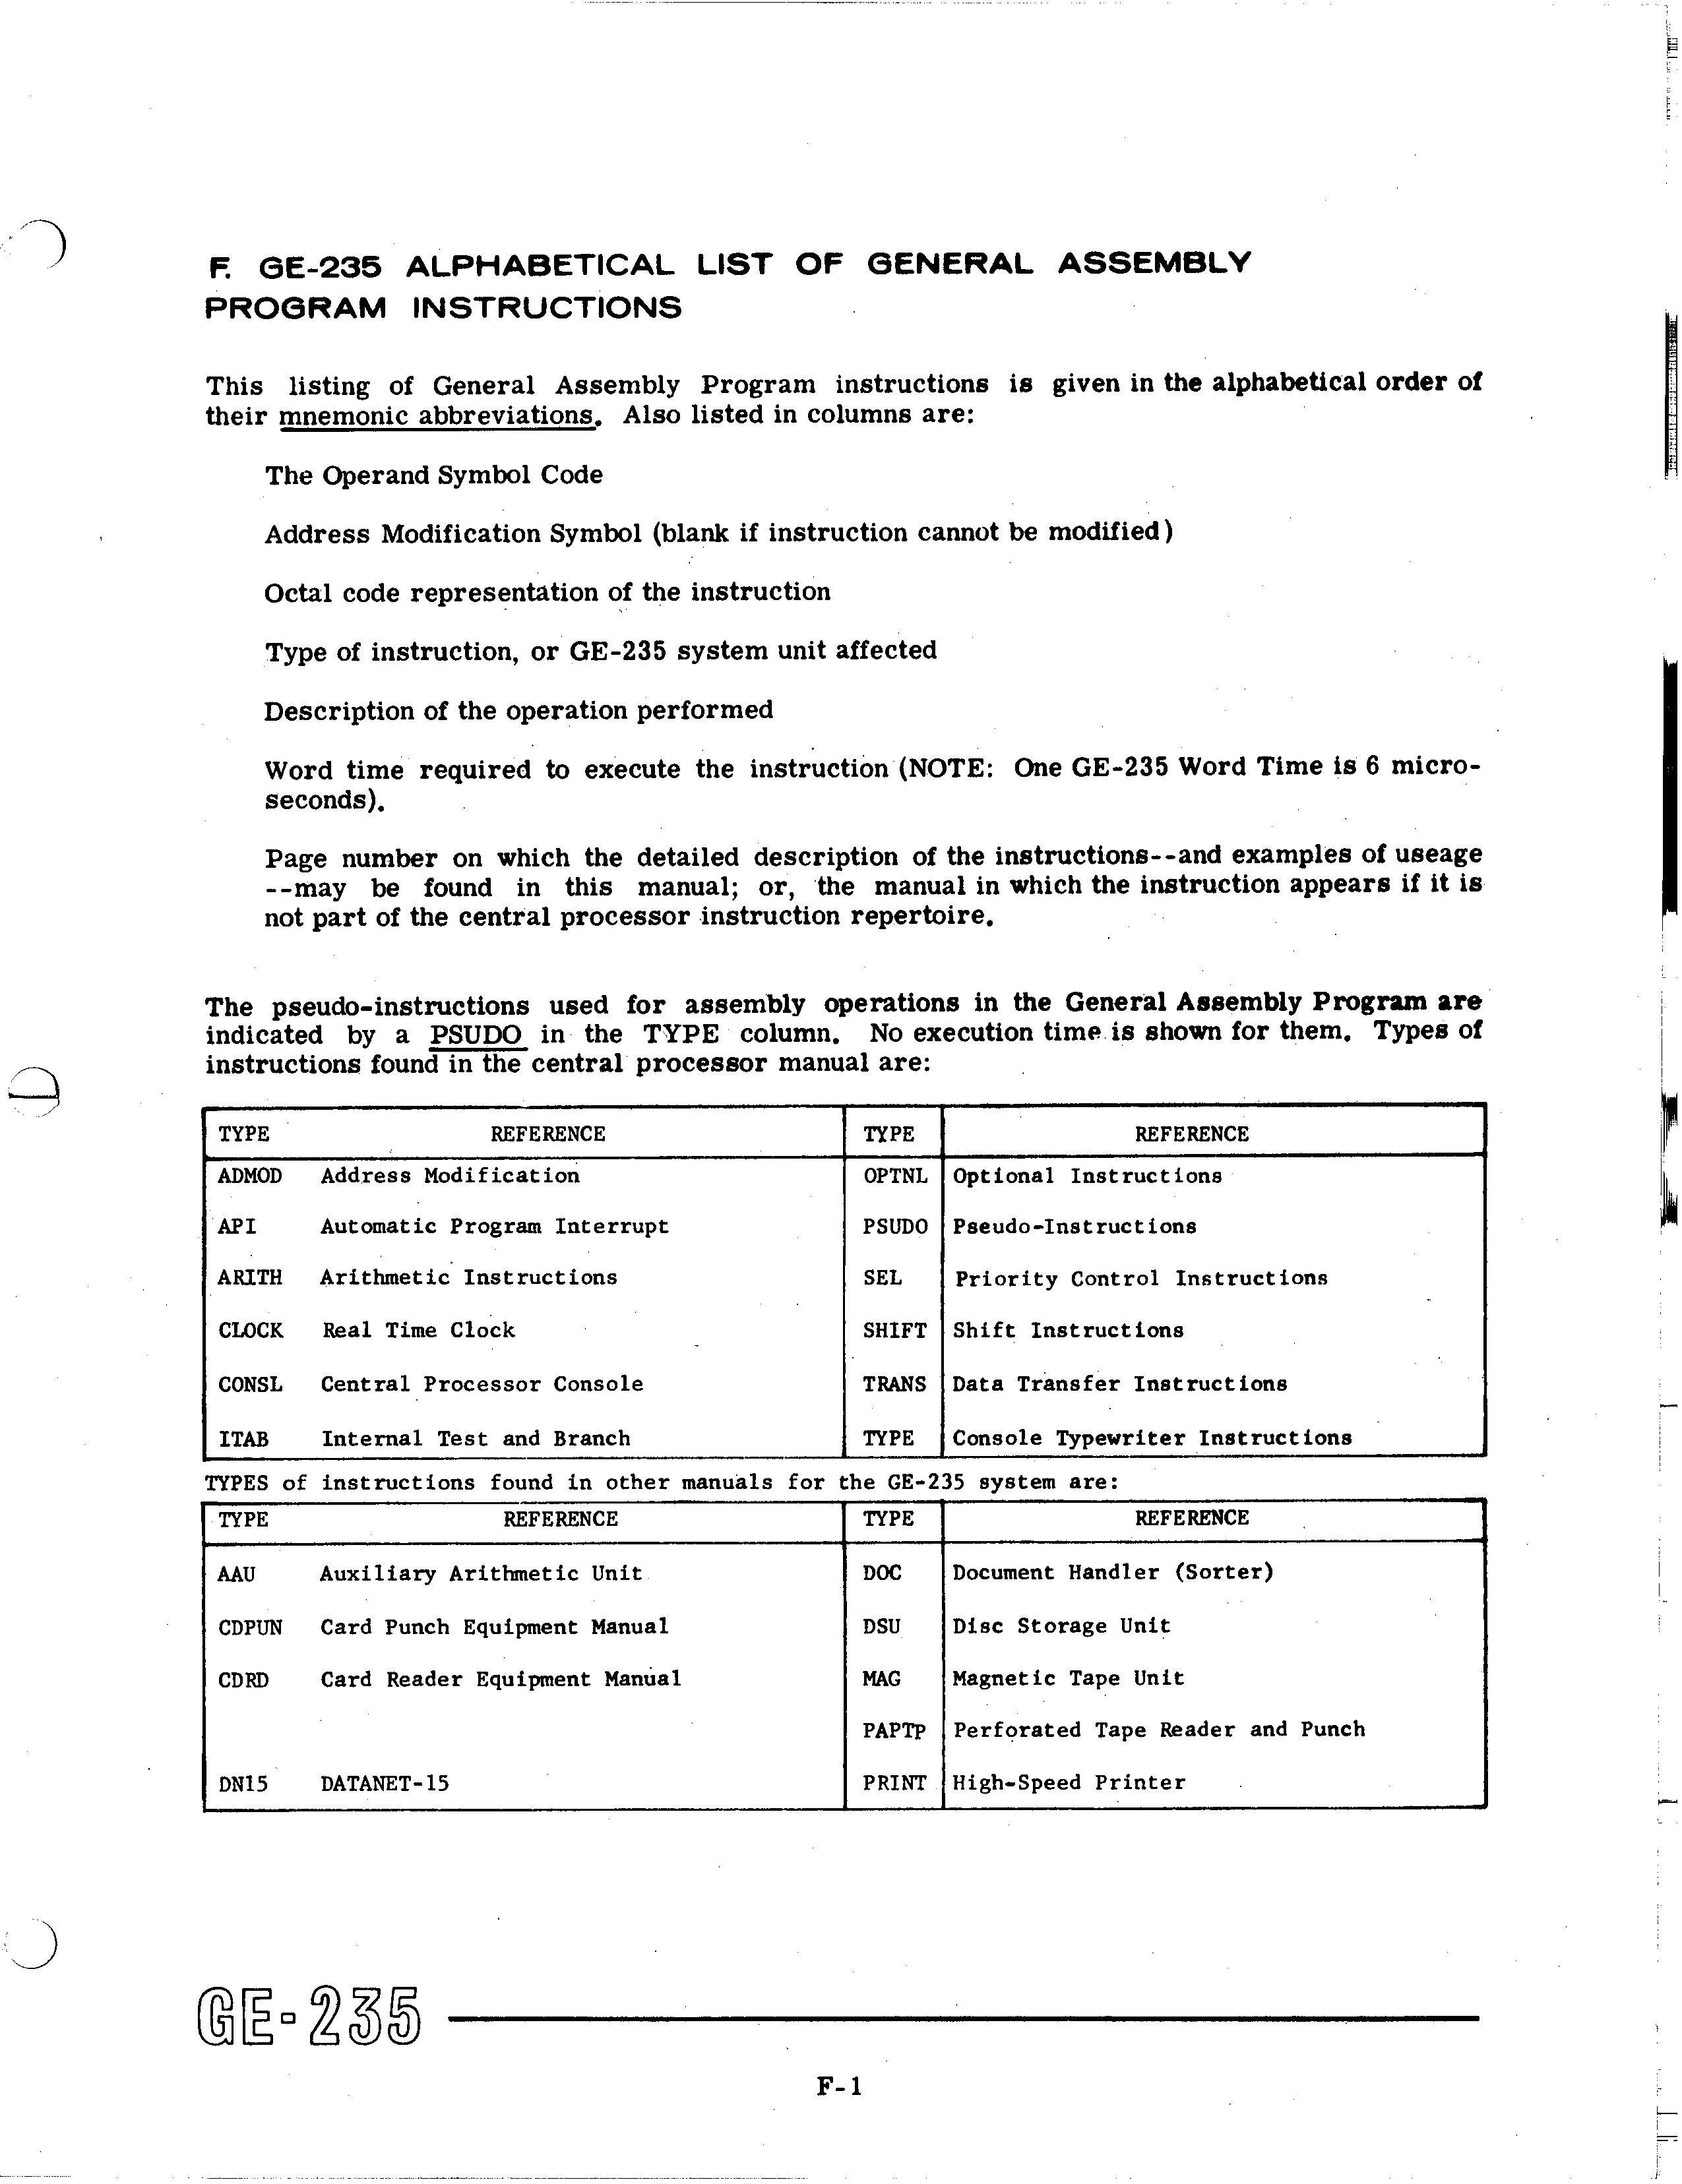 F. GE-235 ALPHABETICAL LIST OF GENERAL ASSEMBLY
PROGRAM INSTRUCTIONS
This listing of General Assembly Program instructions is given in the alphabetical order of
their mnemonic abbreviations. Also listed in columns are:
The Operand Symbol Code
Address Modification Symbol (blank if instruction cannot be modified)
Octal code representation of the instruction
Type of instruction, or GE-235 system unit affected
Description of the operation performed
Word time required to execute the instruction (NOTE: One GE-235 Word Time is 6 micro-
seconds).
Page number on which the detailed description of the instructions--and examples of useage
--may be found in this manual; or, the manual in which the instruction appears if it is
not part of the central processor instruction repertoire.
The pseudo-instructions used for assembly operations in the General Assembly Program are
indicated by a PSUDO in the TYPE column. No execution time is shown for them. Types of
instructions found in the central processor manual are:
TYPE REFERENCE TYPE REFERENCE
ADMOD Address Modification OPTNL Optional Instructions
API Automatic Program Interrupt PSUDO Pseudo-Instructions
ARITH Arithmetic Instructions SEL Priority Control Instructions
CLOCK Real Time Clock SHIFT Shift Instructions
CONSL Central Processor Console TRANS Data Transfer Instructions
ITAB Internal Test and Branch TYPE Console Typewriter Instructions
TYPES of instructions found in other manuals for the GE-235 system are:
TYPE REFERENCE TYPE REFERENCE
AAU Auxiliary Arithmetic Unit DOC Document Handler (Sorter)
CDPUN Card Punch Equipment Manual DSU Disc Storage Unit
CDRD Card Reader Equipment Manual MAG Magnetic Tape Unit
PAPTP Perforated Tape Reader and Punch
DN15 DATANET-15 PRINT High-Speed Printer
GE-235
F-1